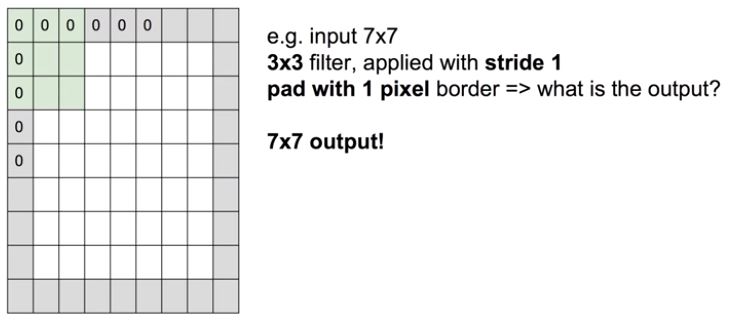 0 0 0 0 0 0
0
0
0
0
e.g. input 7x7
3x3 filter, applied with stride 1
pad with 1 pixel border => what is the output?
7x7 output!